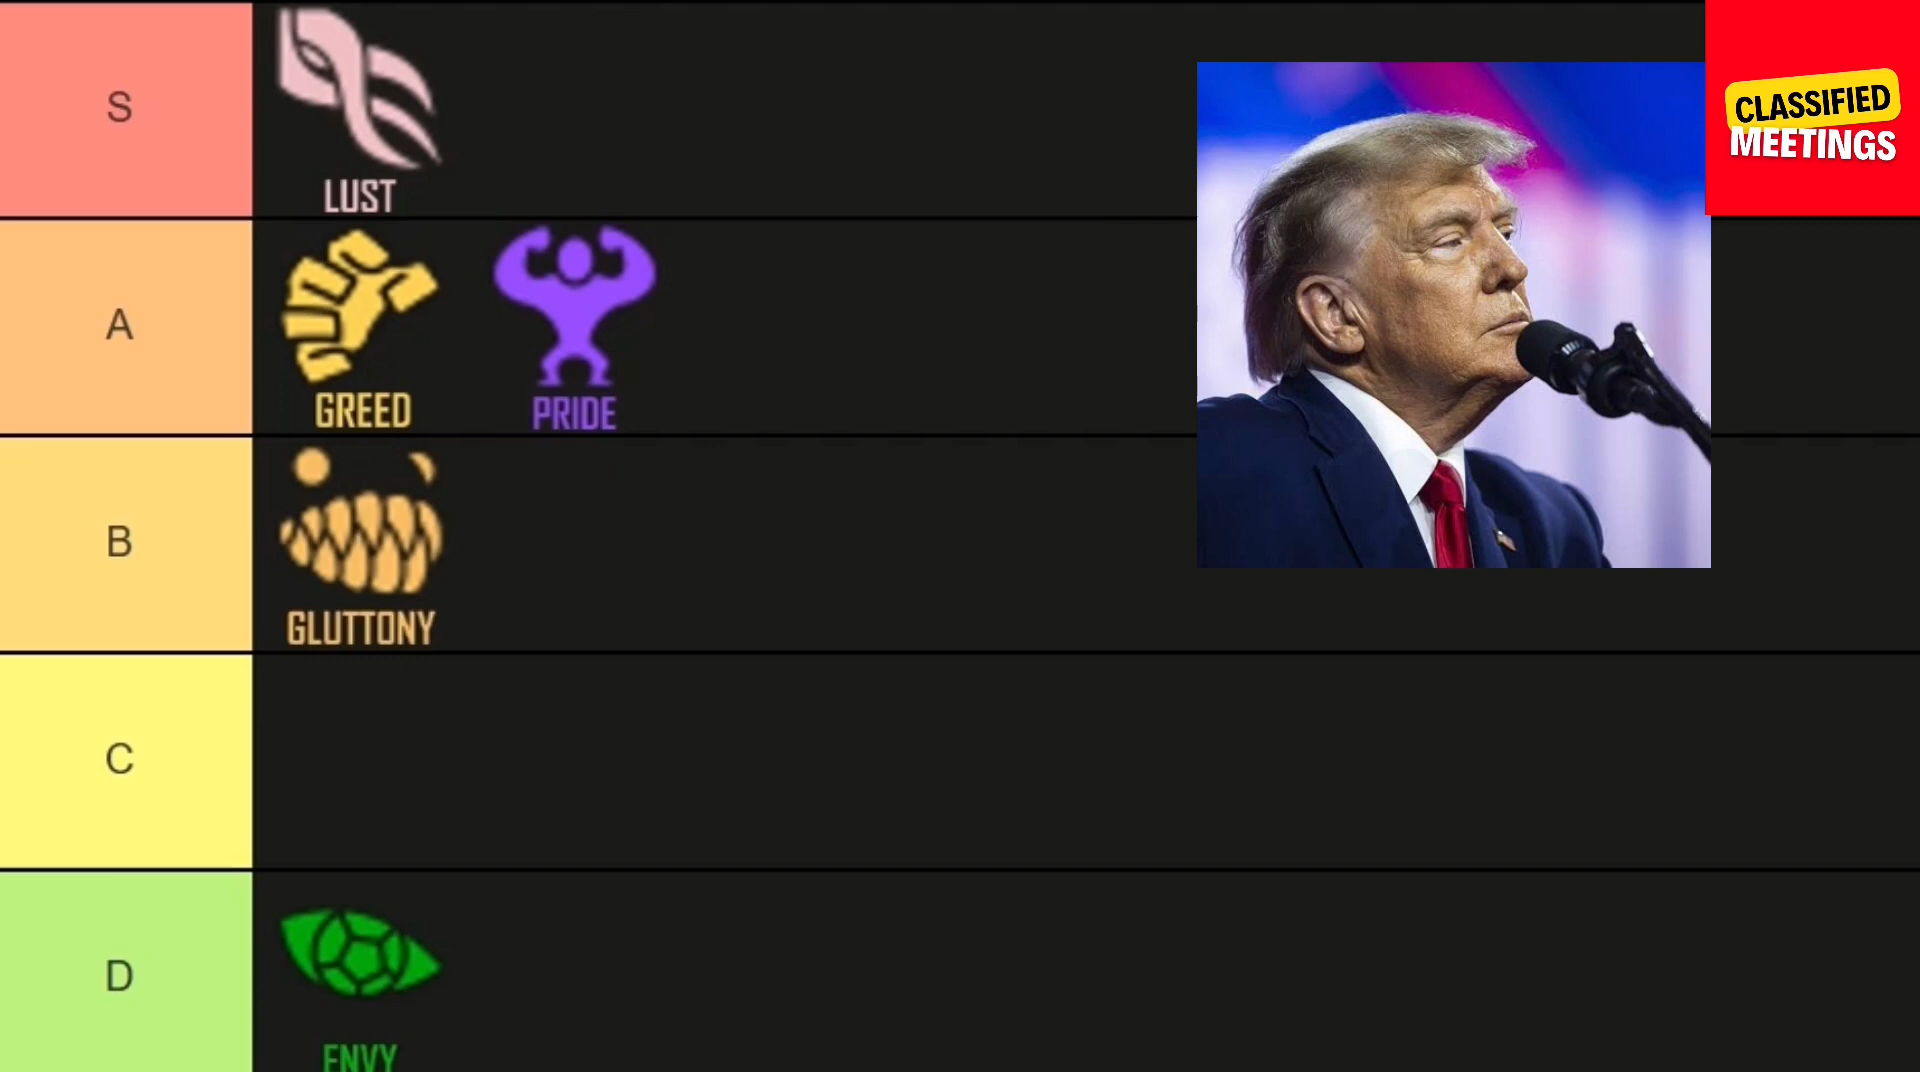 S
LUST
CLASSIFIED
MEETINGS
A
GREED
PRIDE
B
GLUTTONY
C
D
ENVY